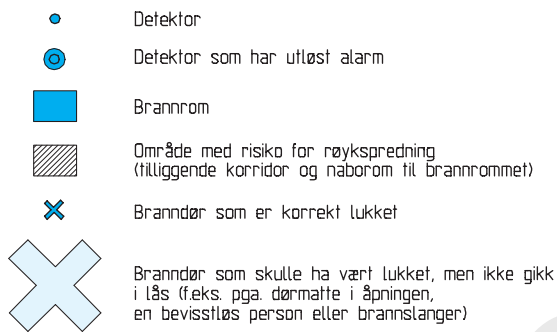 Detektor
Detektor som har utløst alarm
Brannrom
Område med risiko for røykspredning
(tilliggende korridor og naborom til brannrommet)
Branndør som er korrekt lukket
Branndør som skulle ha vært lukket, men ikke gikk
i lås (f.eks. pga. dørmatte i åpningen,
en bevisstløs person eller brannslanger)